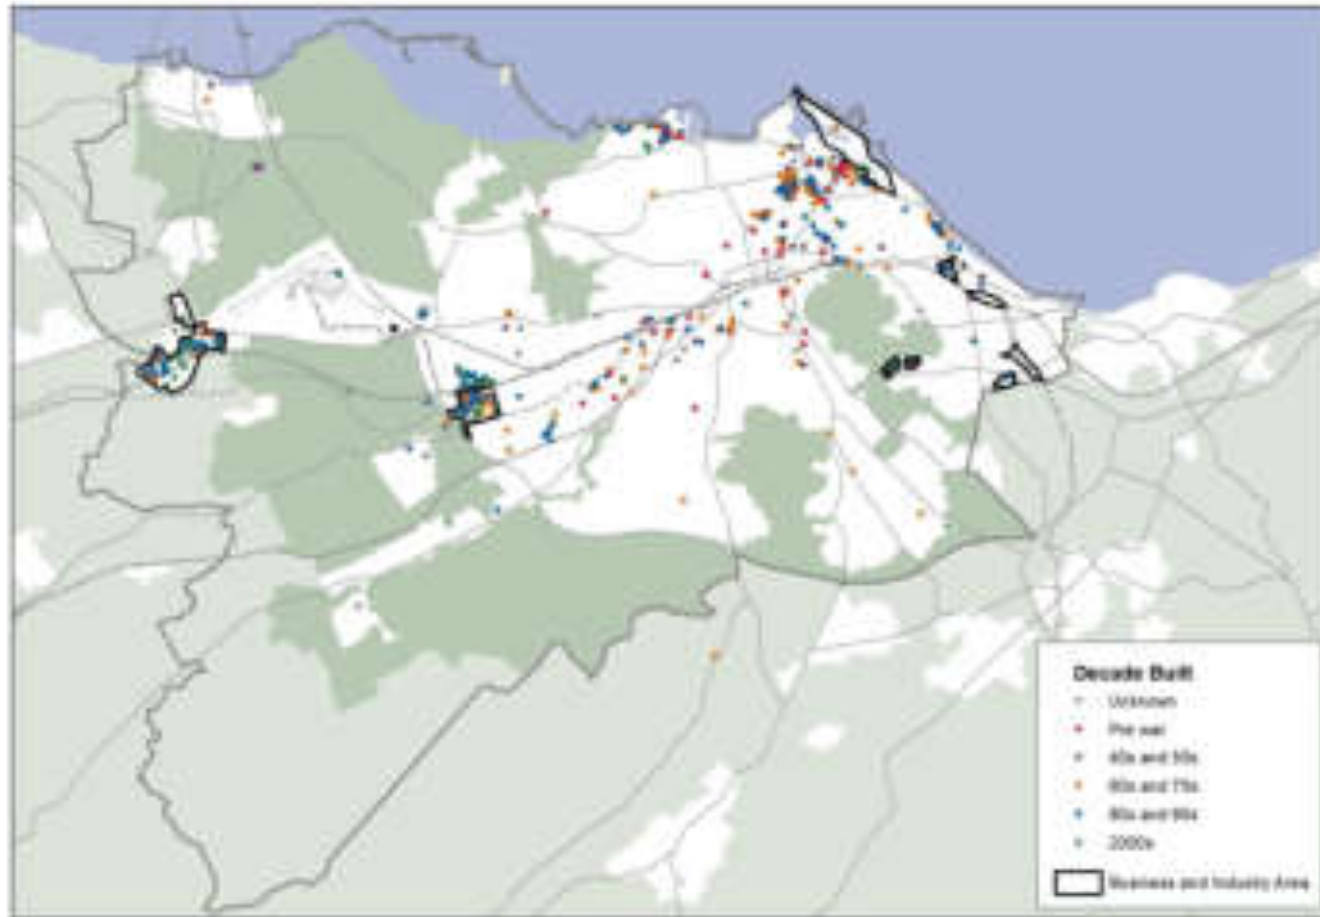 Decade Built
Unknown
Pre war
40s and 50s
60s and 70s
80s and 90s
2000s
Business and Industry Area